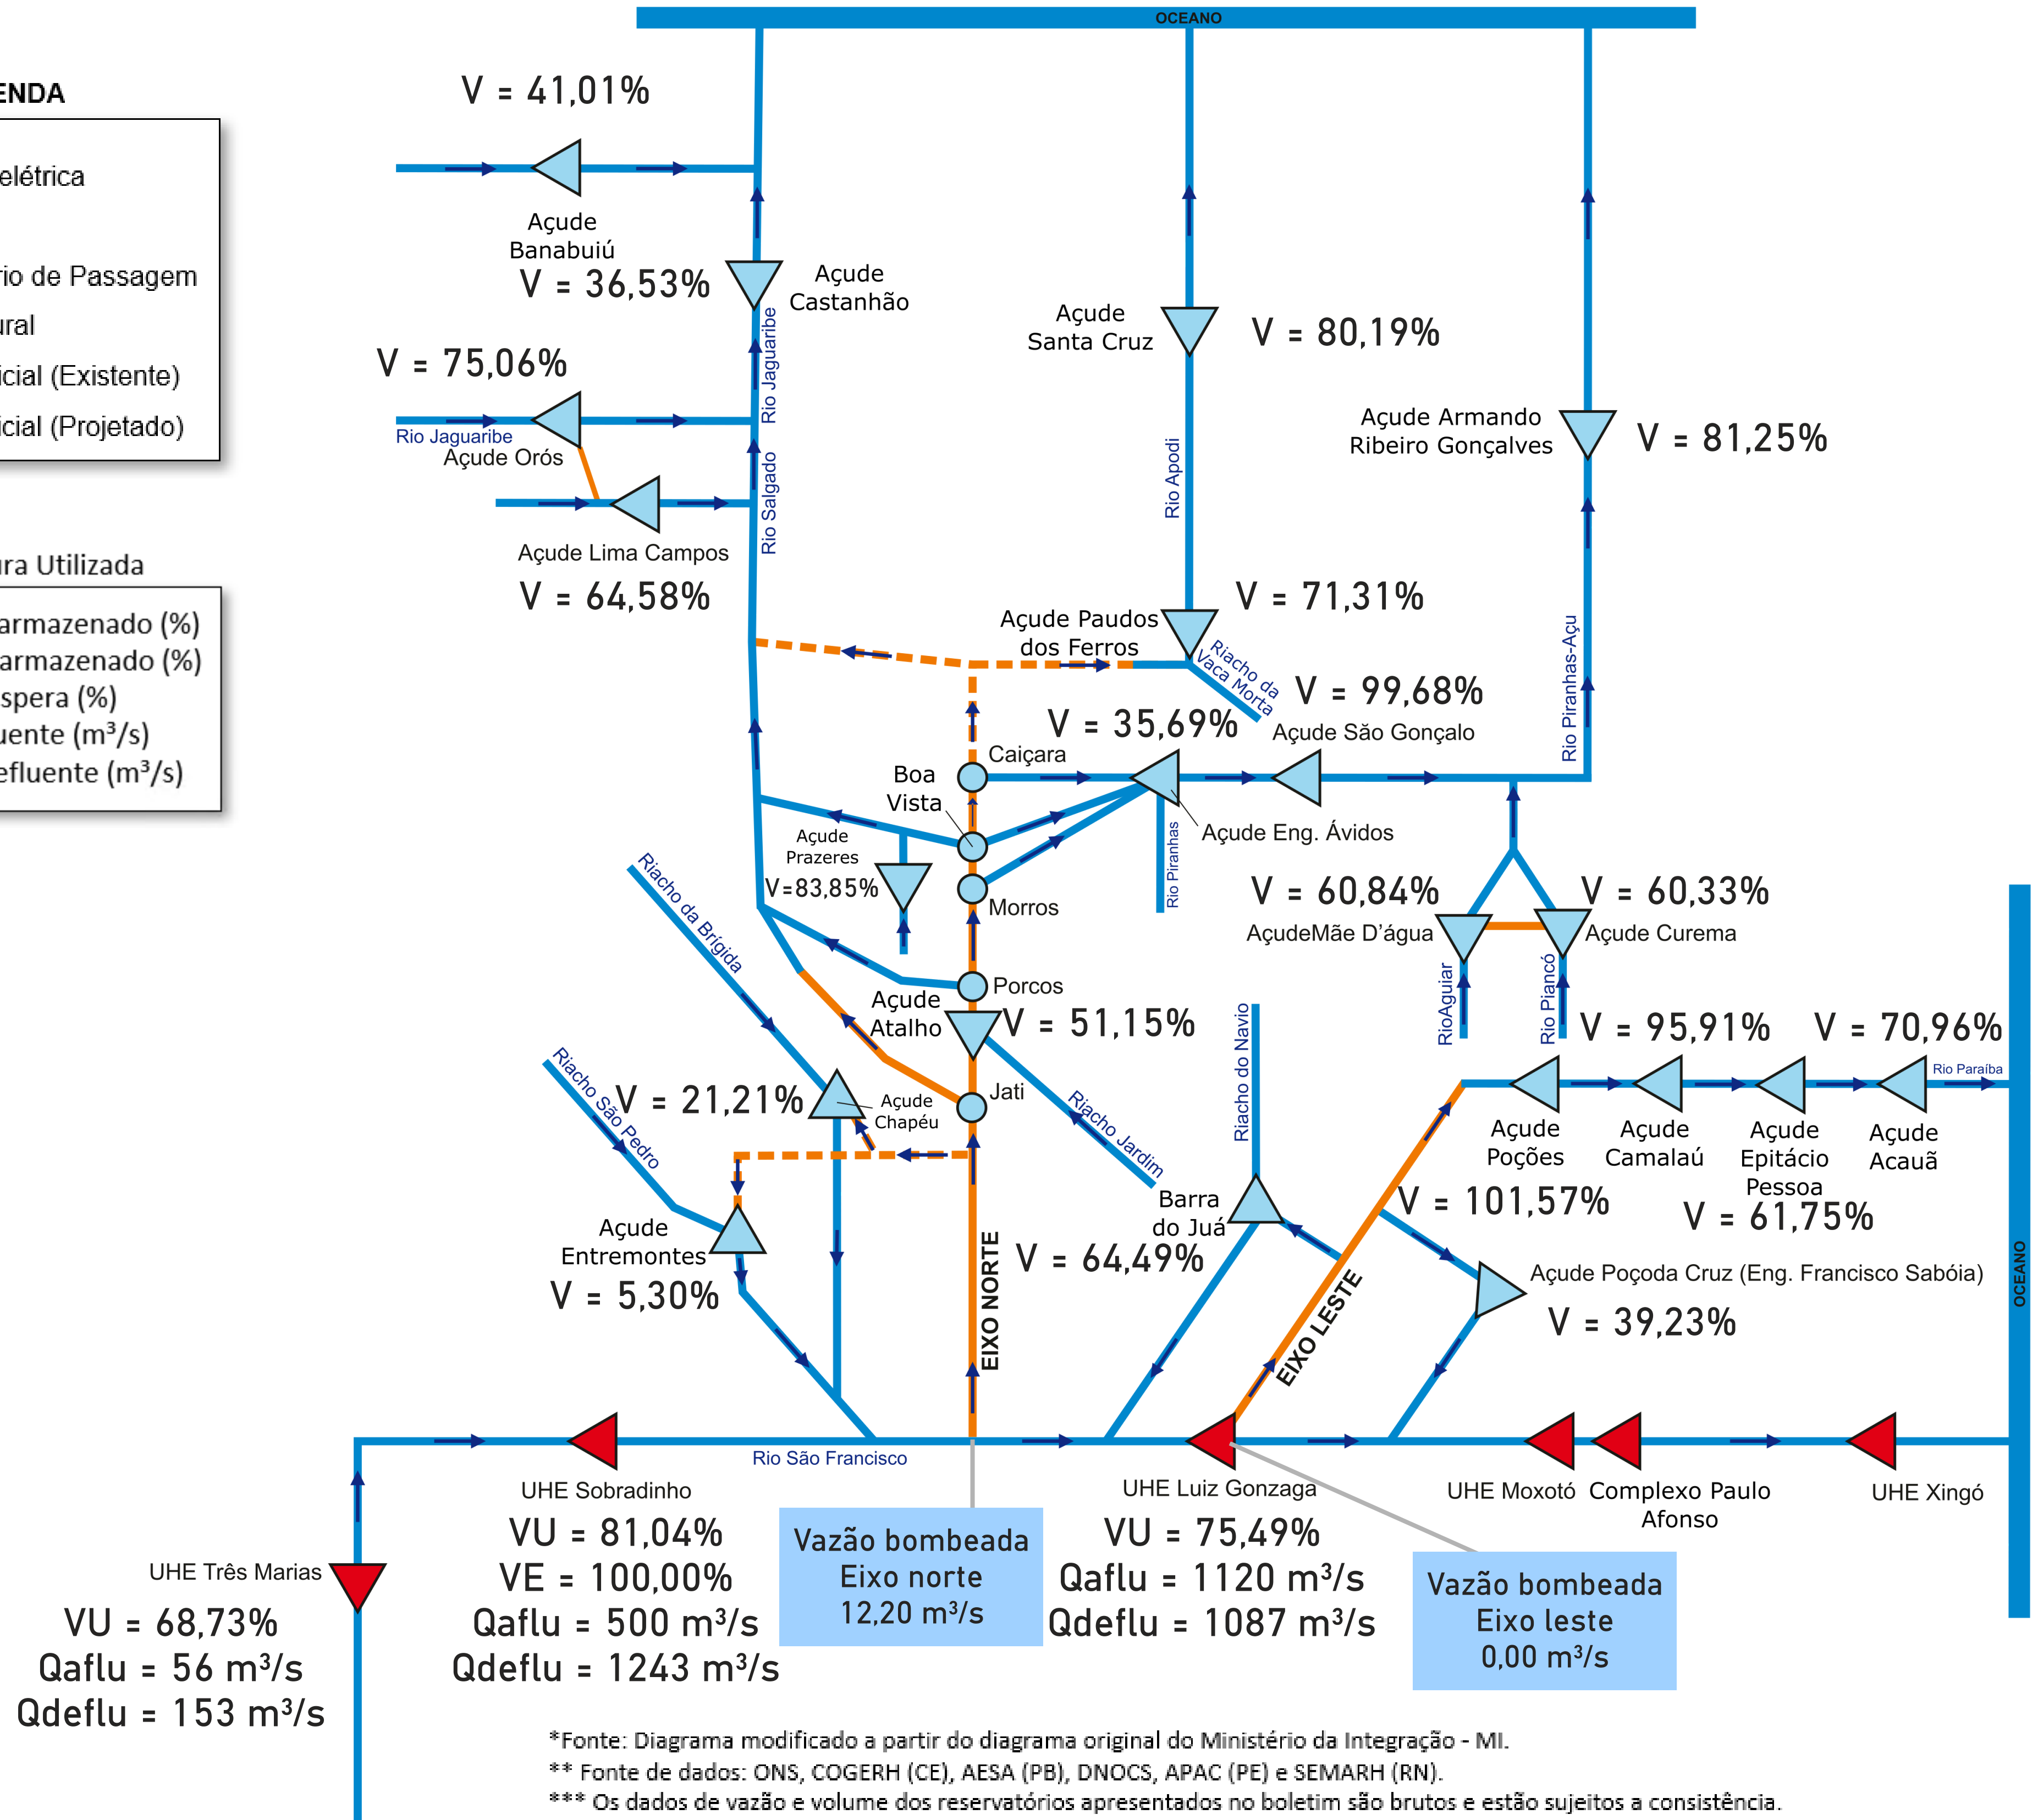 OCEANO
ENDA
elétrica
rio de Passagem
ural
icial (Existente)
icial (Projetado)
ura Utilizada
armazenado (%)
armazenado (%)
spera (%)
uente (m³/s)
efluente (m³/s)
V = 41,01%
Açude
Banabuiú
V = 36,53%
Açude
Castanhão
Rio Jaguaribe
V = 75,06%
Rio Jaguaribe
Açude Orós
Rio Salgado
Açude Lima Campos
V = 64,58%
Açude
Santa Cruz
V = 80,19%
Rio Apodi
Açude Armando
Ribeiro Gonçalves
V = 81,25%
Açude Paudos
dos Ferros
V = 71,31%
Riacho da
Vaca Morta
V = 99,68%
Açude São Gonçalo
V = 35,69%
Rio Piranhas-Açu
Caiçara
Boa
Vista
Açude Eng. Ávidos
Rio Piranhas
Açude
Prazeres
V=83,85%
Morros
Riacho da Brígida
V = 60,84%
AçudeMãe D'água
V = 60,33%
Açude Curema
RioAguiar
Rio Piancó
Porcos
Açude
Atalho
V = 51,15%
Riacho do Navio
V = 95,91%
V = 70,96%
Rio Paraíba
Riacho São Pedro
V = 21,21%
Açude
Chapéu
Jati
Riacho Jardim
Açude
Poções
Açude
Camalaú
Açude
Epitácio
Pessoa
Açude
Acauã
V = 101,57%
V = 61,75%
Barra
do Juá
V = 64,49%
Açude
Entremontes
V = 5,30%
EIXO NORTE
EIXO LESTE
Açude Poçoda Cruz (Eng. Francisco Sabóia)
V = 39,23%
OCEANO
Rio São Francisco
UHE Sobradinho
VU = 81,04%
VE = 100,00%
Qaflu = 500 m³/s
Qdeflu = 1243 m³/s
Vazão bombeada
Eixo norte
12,20 m³/s
UHE Luiz Gonzaga
VU = 75,49%
Qaflu = 1120 m³/s
Qdeflu = 1087 m³/s
Vazão bombeada
Eixo leste
0,00 m³/s
UHE Moxotó
Complexo Paulo
Afonso
UHE Xingó
UHE Três Marias
VU = 68,73%
Qaflu = 56 m³/s
Qdeflu = 153 m³/s
*Fonte: Diagrama modificado a partir do diagrama original do Ministério da Integração - MI.
** Fonte de dados: ONS, COGERH (CE), AESA (PB), DNOCS, APAC (PE) e SEMARH (RN).
*** Os dados de vazão e volume dos reservatórios apresentados no boletim são brutos e estão sujeitos a consistência.